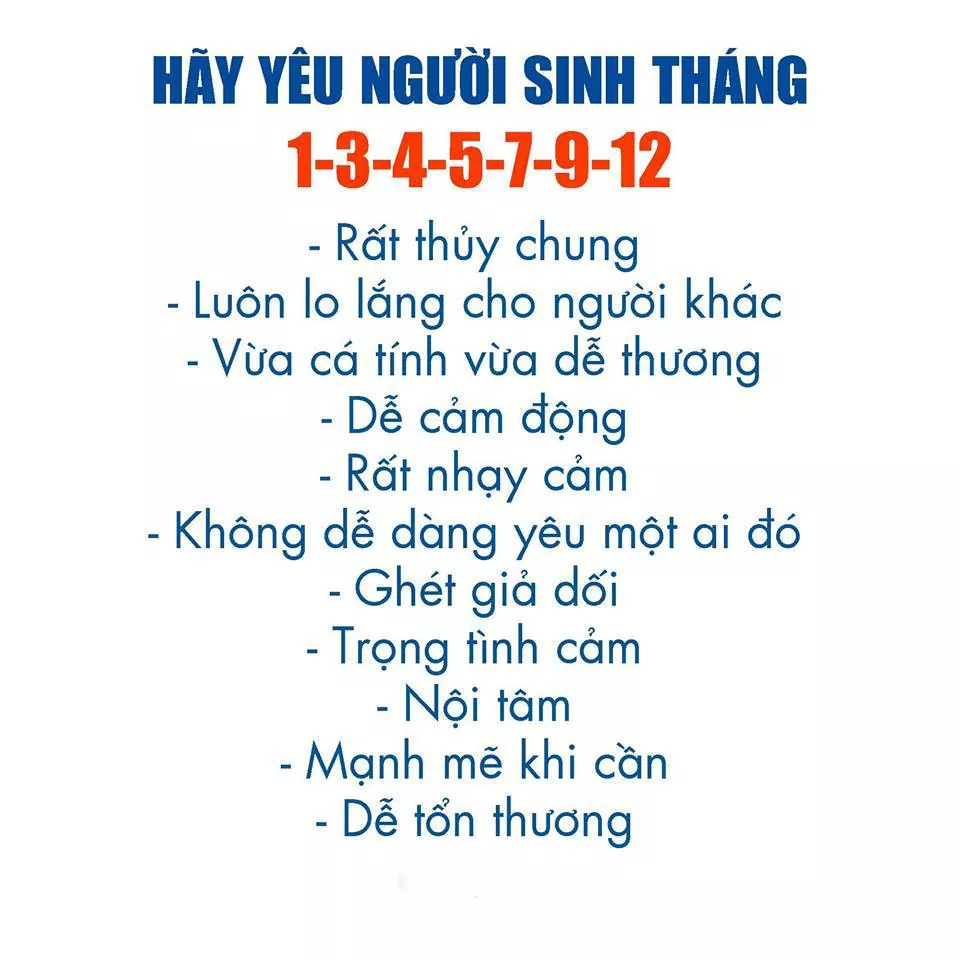 HÃY YÊU NGƯỜI SINH THÁNG
1-3-4-5-7-9-12
- Rất thủy chung
- Luôn lo lắng cho người khác
- Vừa cá tính vừa dễ thương
- Dễ cảm động
- Rất nhạy cảm
- Không dễ dàng yêu một ai đó
- Ghét giả dối
- Trọng tình cảm
- Nội tâm
- Mạnh mẽ khi cần
- Dễ tổn thương